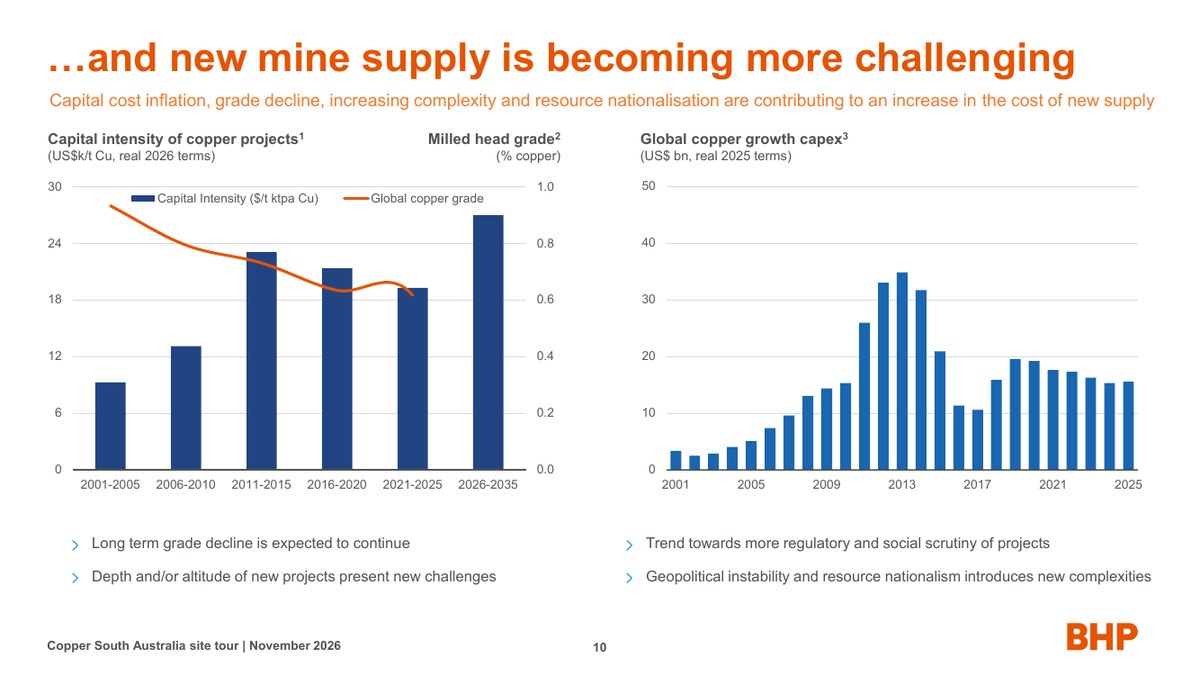 …and new mine supply is becoming more challenging
Capital cost inflation, grade decline, increasing complexity and resource nationalisation are contributing to an increase in the cost of new supply
Capital intensity of copper projects¹
(US$k/t Cu, real 2026 terms)
Milled head grade²
(% copper)
30
24
18
12
6
0
Capital Intensity ($/t ktpa Cu)
Global copper grade
1.0
0.8
0.6
0.4
0.2
0.0
2001-2005
2006-2010
2011-2015
2016-2020
2021-2025
2026-2035
Global copper growth capex³
(US$ bn, real 2025 terms)
50
40
30
20
10
0
2001
2005
2009
2013
2017
2021
2025
Long term grade decline is expected to continue
Depth and/or altitude of new projects present new challenges
Trend towards more regulatory and social scrutiny of projects
Geopolitical instability and resource nationalism introduces new complexities
Copper South Australia site tour | November 2026
10
BHP